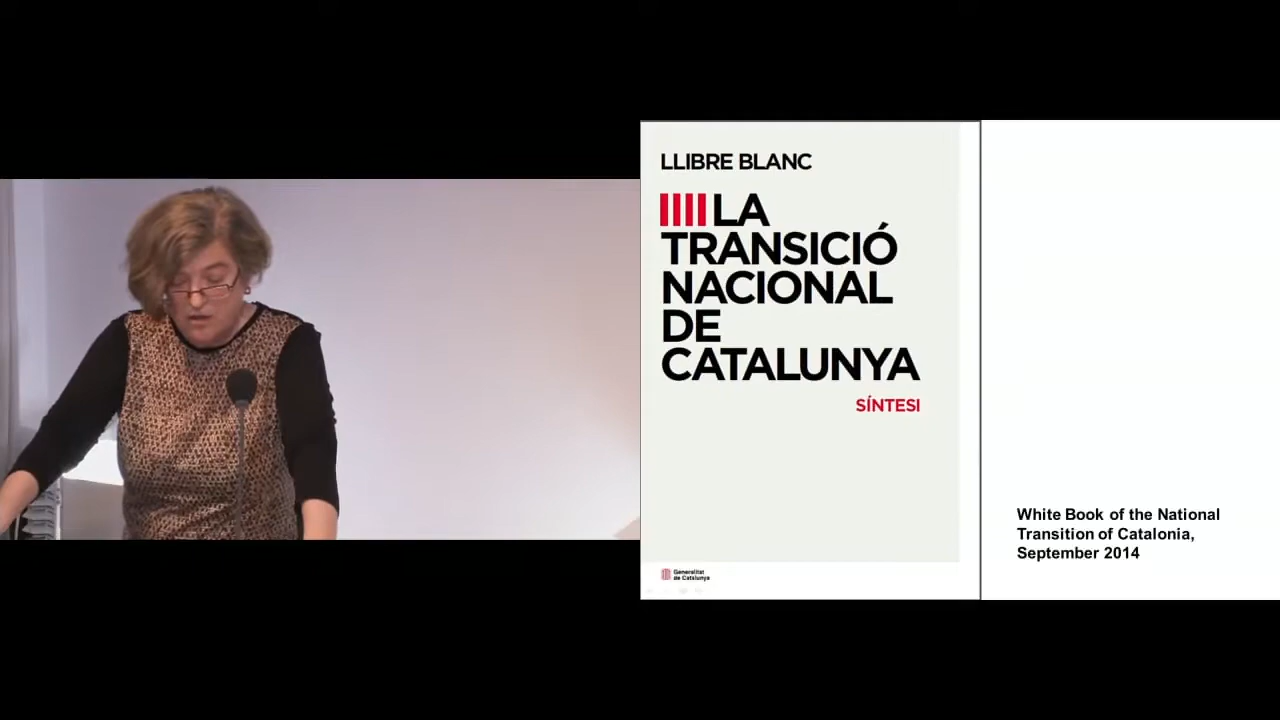 LLIBRE BLANC
LA
TRANSICIÓ
NACIONAL
DE
CATALUNYA
SÍNTESI
Generalitat
de Catalunya
White Book of the National
Transition of Catalonia,
September 2014